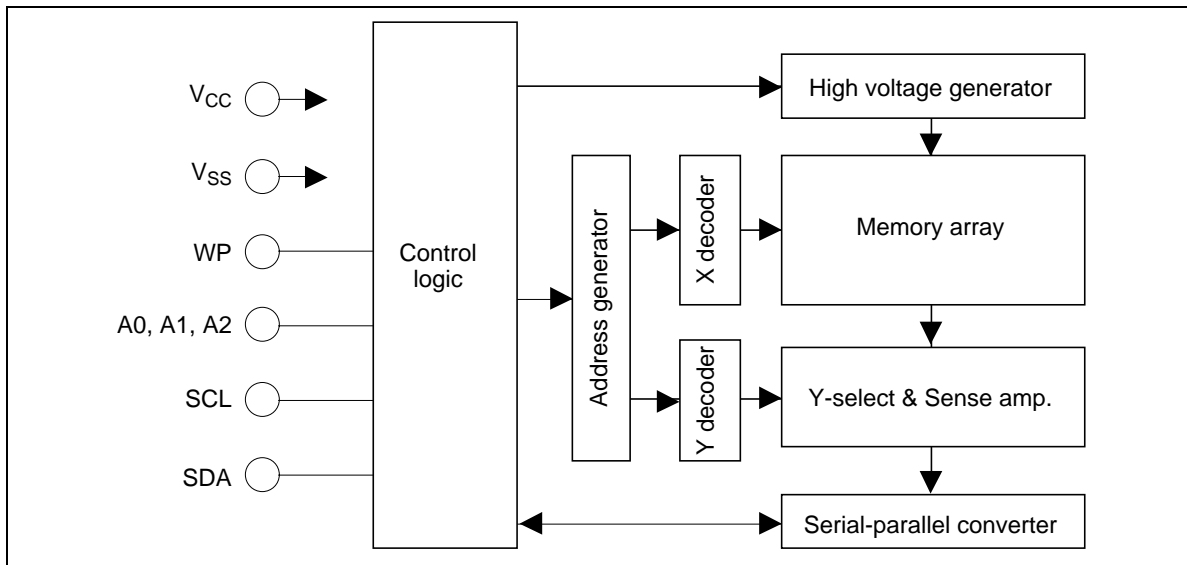 V_CC
V_SS
WP
A0, A1, A2
SCL
SDA
Control
logic
Address generator
X decoder
Y decoder
High voltage generator
Memory array
Y-select & Sense amp.
Serial-parallel converter